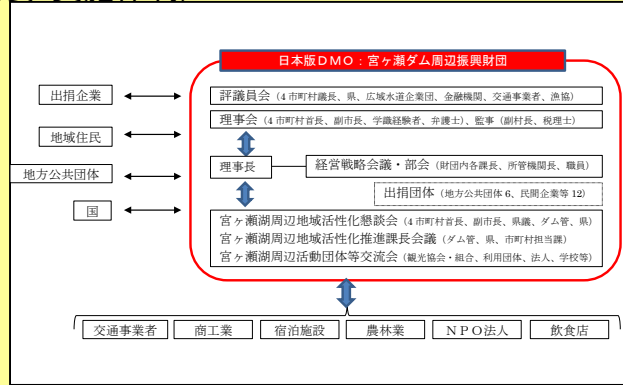 日本版DMO:宮ヶ瀬ダム周辺振興財団
出捐企業
地域住民
地方公共団体
国
評議員会(4市町村議長、県、広域水道企業団、金融機関、交通事業者、漁協)
理事会(4市町村首長、副市長、学識経験者、弁護士)、監事(副村長、税理士)
理事長
経営戦略会議・部会(財団内各課長、所管機関長、職員)
出捐団体(地方公共団体6、民間企業等12)
宮ヶ瀬湖周辺地域活性化懇談会(4市町村首長、副市長、県議、ダム管、県)
宮ヶ瀬湖周辺地域活性化推進課長会議(ダム管、県、市町村担当課)
宮ヶ瀬湖周辺活動団体等交流会(観光協会・組合、利用団体、法人、学校等)
交通事業者
商工業
宿泊施設
農林業
NPO法人
飲食店